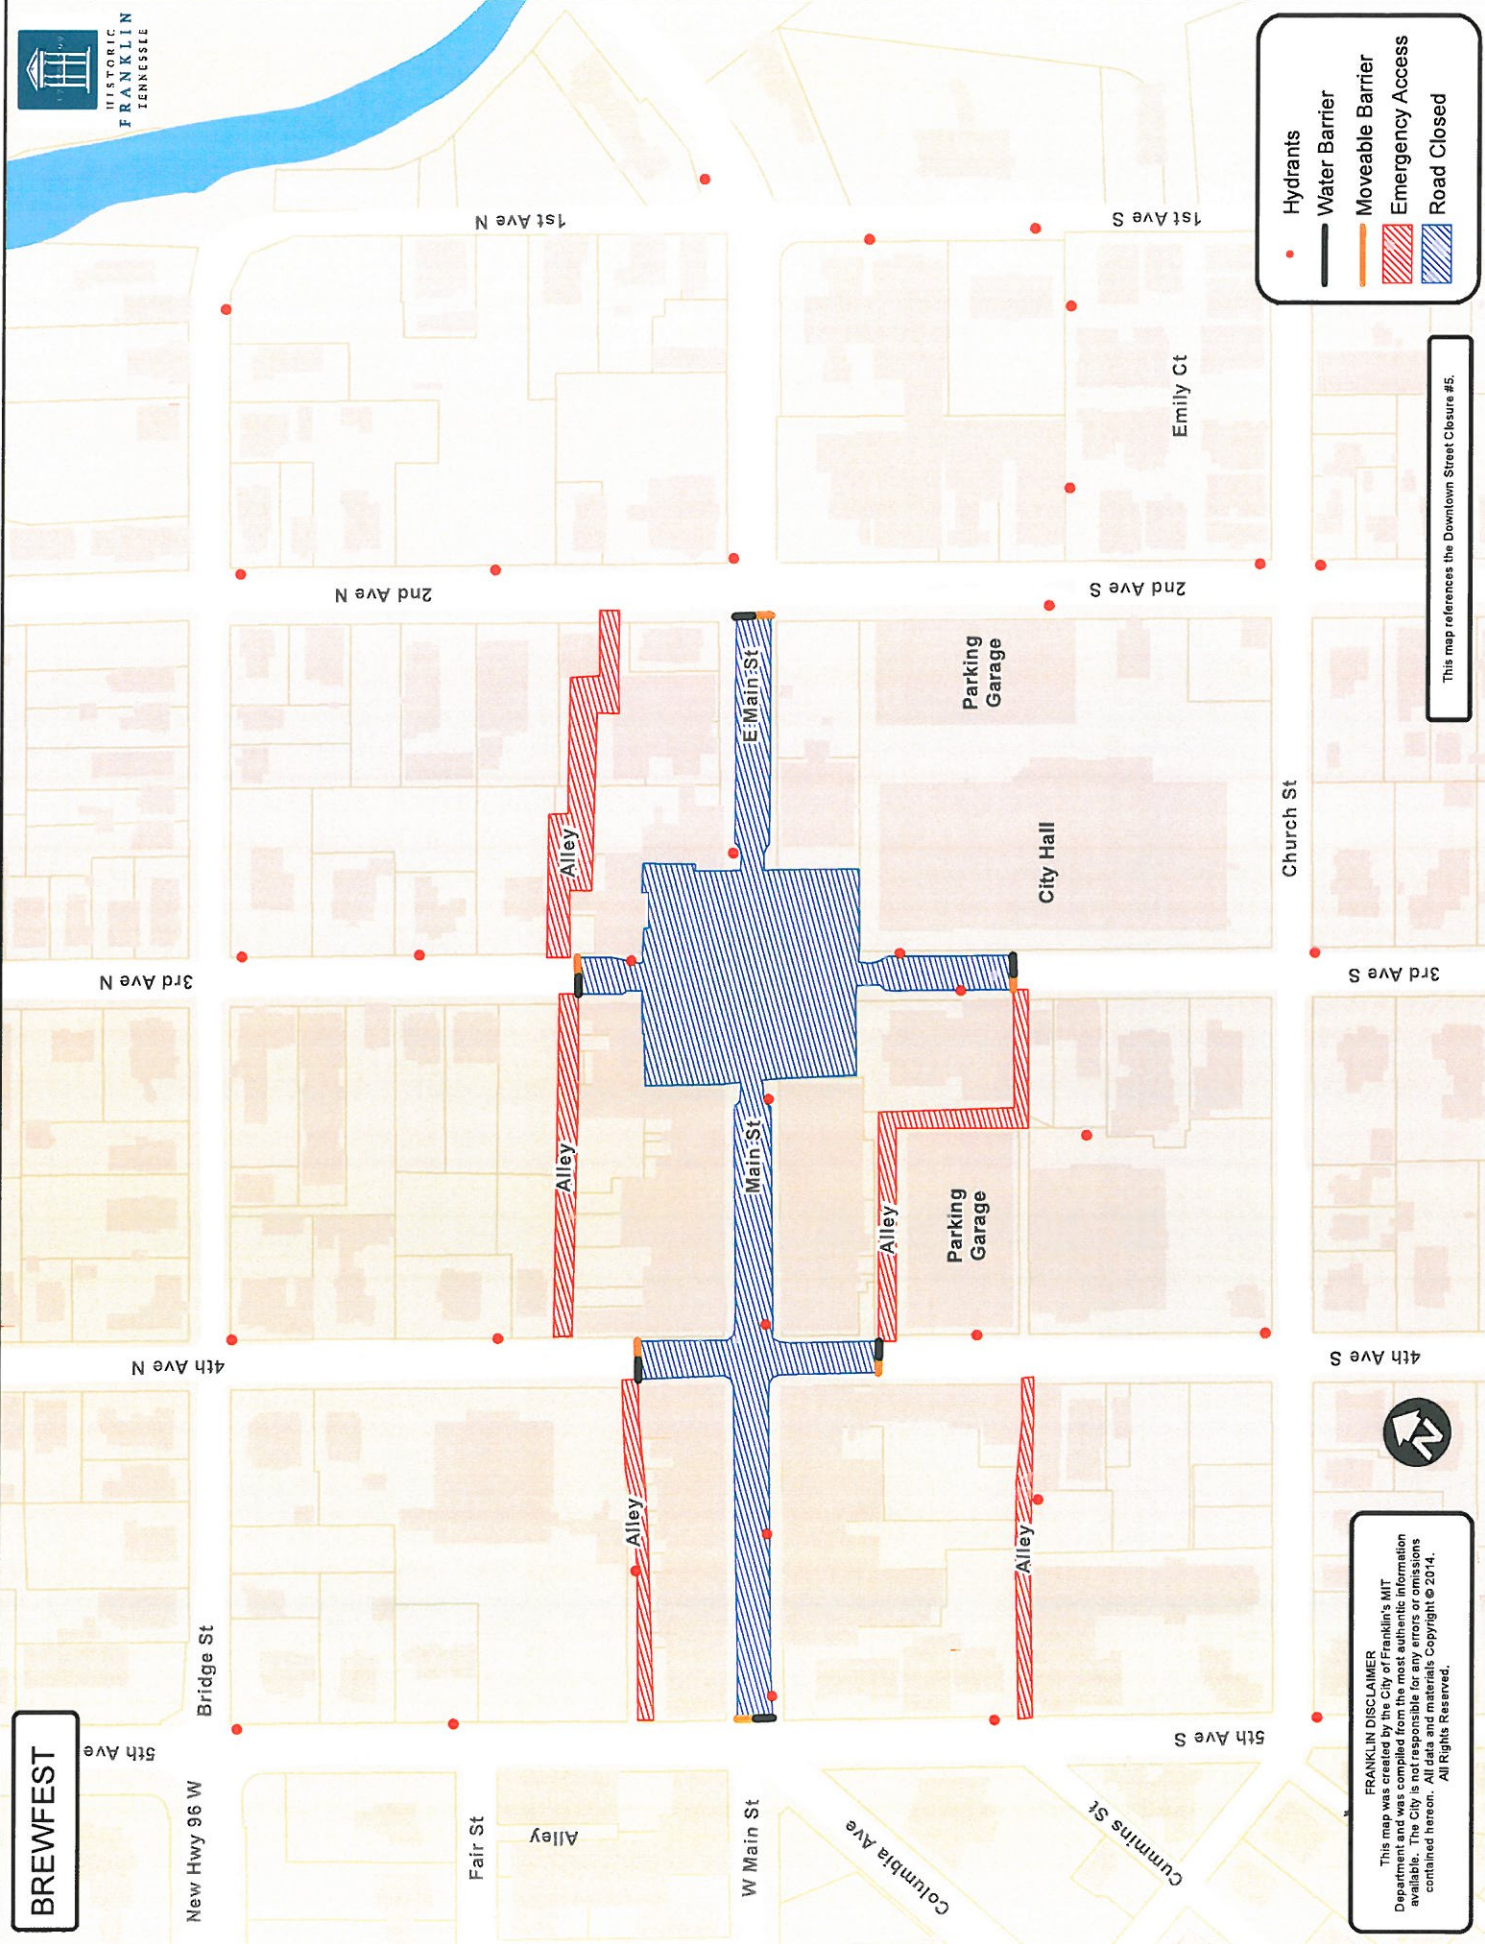 BREWFEST
HISTORIC
FRANKLIN
TENNESSEE
5th Ave
4th Ave N
3rd Ave N
2nd Ave N
1st Ave N
New Hwy 96 W
Bridge St
Fair St
Alley
Alley
Alley
Alley
W Main St
Main St
E Main St
Columbia Ave
Cummins St
Alley
Alley
Parking
Garage
Parking
Garage
City Hall
Emily Ct
5th Ave S
4th Ave S
3rd Ave S
2nd Ave S
1st Ave S
Church St
N
Hydrants
Water Barrier
Moveable Barrier
Emergency Access
Road Closed
This map references the Downtown Street Closure #5.
FRANKLIN DISCLAIMER
This map was created by the City of Franklin's MIT
Department and was compiled from the most authentic information
available. The City is not responsible for any errors or omissions
contained hereon. All data and materials Copyright © 2014.
All Rights Reserved.